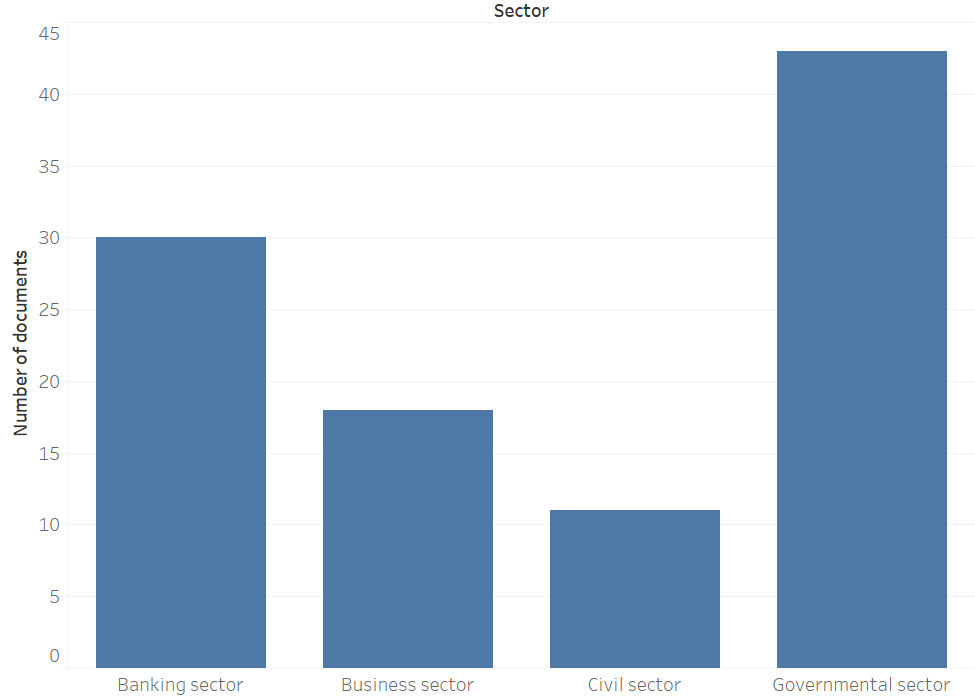 Sector
45
40
35
30
25
20
15
10
5
0
Number of documents
Banking sector
Business sector
Civil sector
Governmental sector